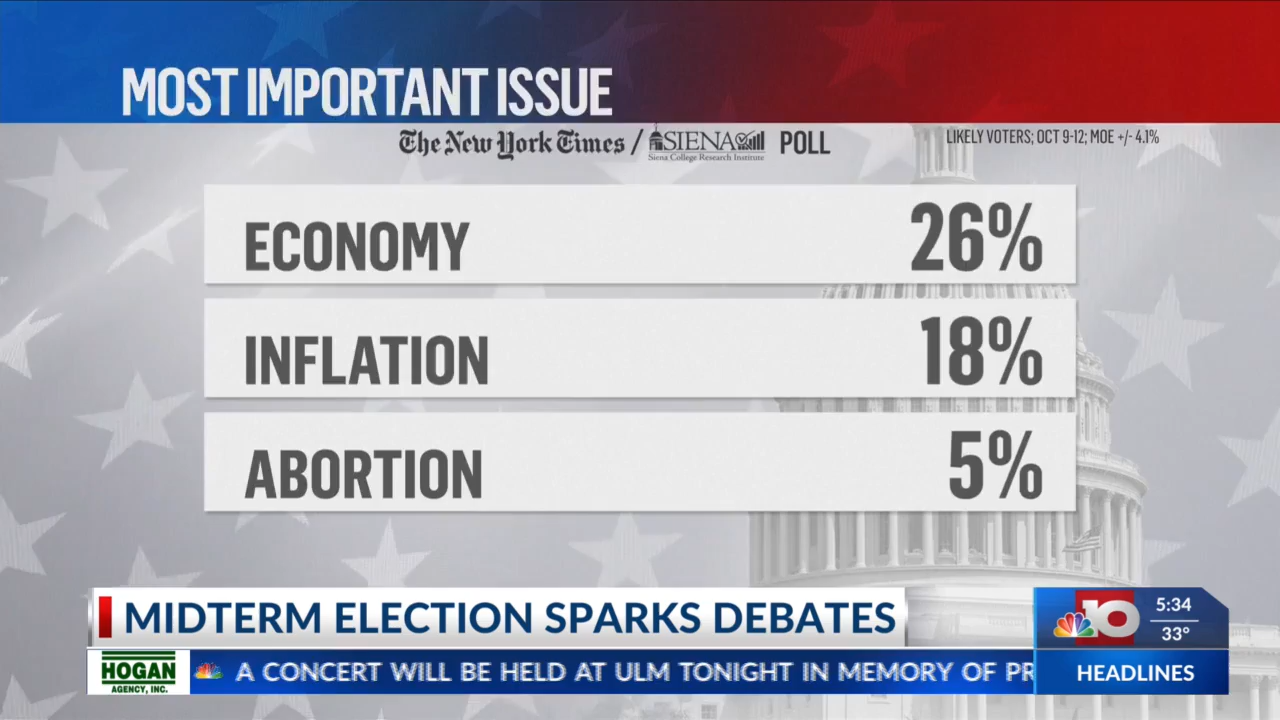 MOST IMPORTANT ISSUE
The New York Times / SIENA POLL
Siena College Research Institute
LIKELY VOTERS; OCT 9-12; MOE +/- 4.1%
ECONOMY 26%
INFLATION 18%
ABORTION 5%
MIDTERM ELECTION SPARKS DEBATES
10 5:34
33°
HOGAN
AGENCY, INC.
A CONCERT WILL BE HELD AT ULM TONIGHT IN MEMORY OF PR
HEADLINES